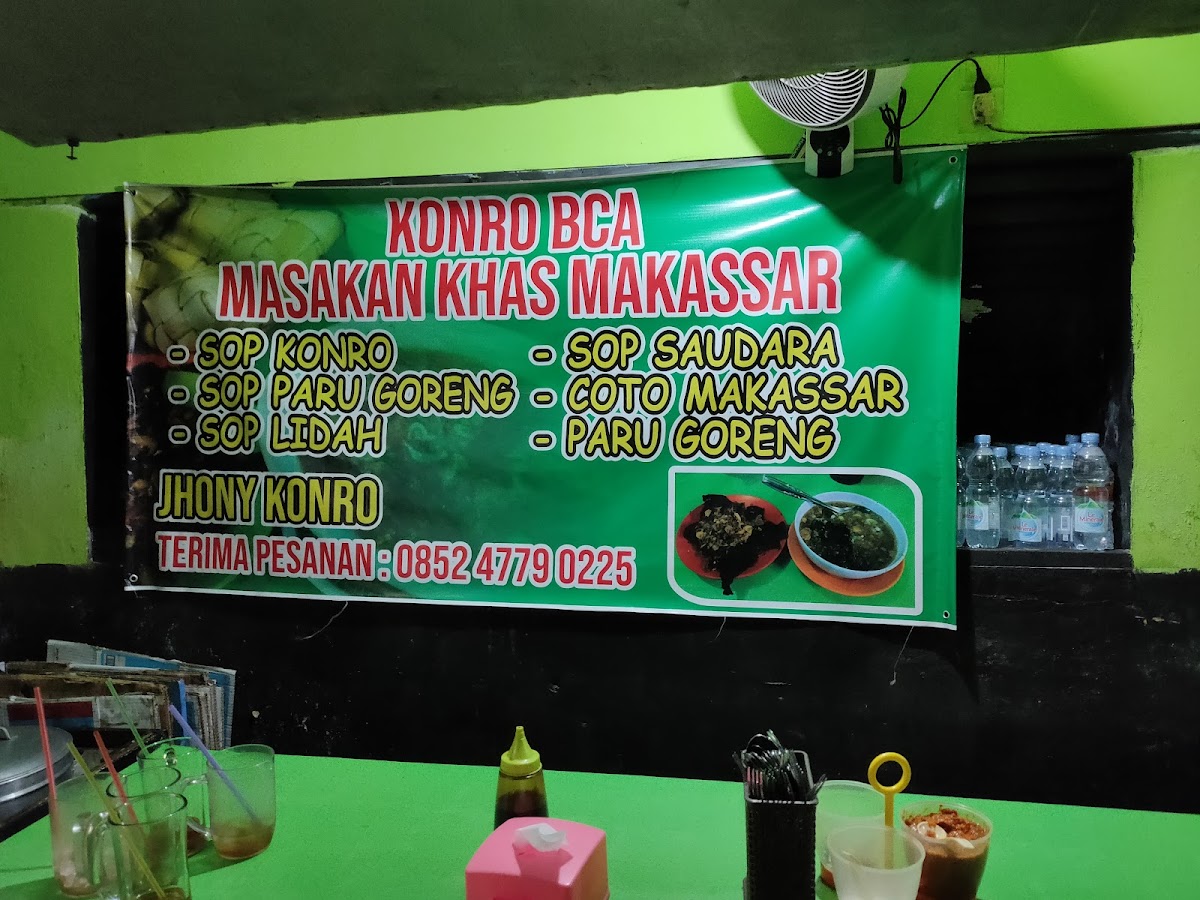 KONRO BCA
MASAKAN KHAS MAKASSAR
- SOP KONRO
- SOP PARU GORENG
- SOP LIDAH
- SOP SAUDARA
- COTO MAKASSAR
- PARU GORENG
JHONY KONRO
TERIMA PESANAN : 0852 4779 0225